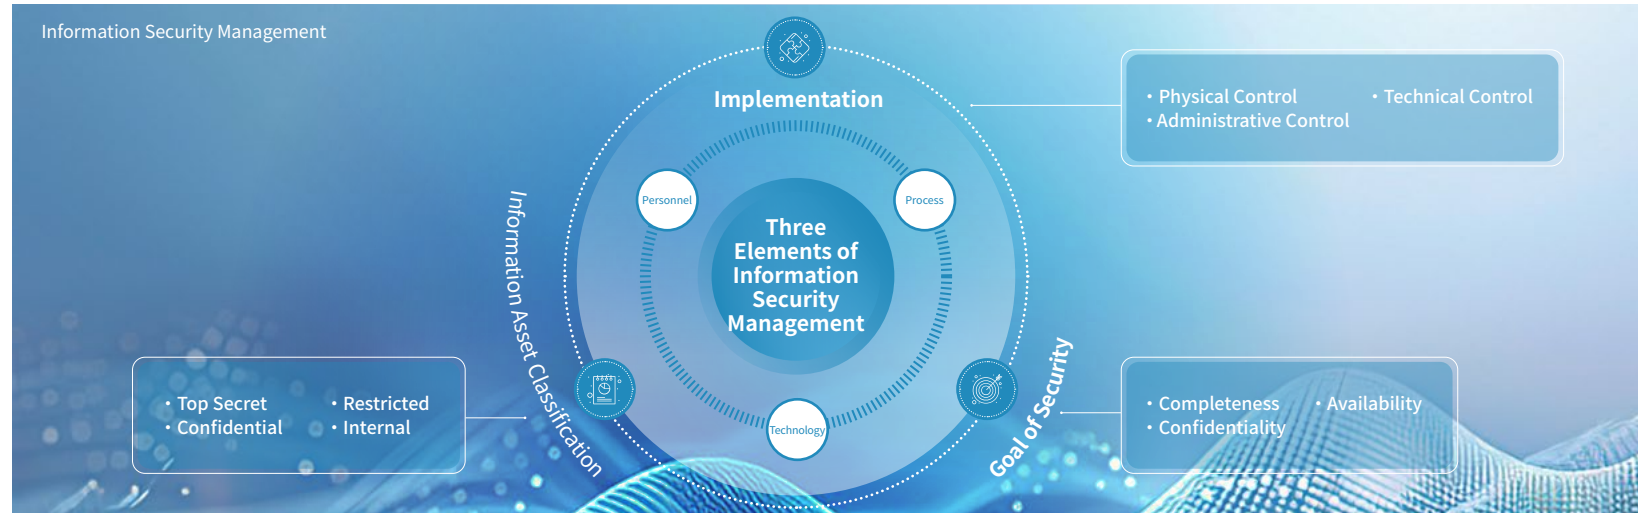 Information Security Management
Implementation
• Physical Control
• Technical Control
• Administrative Control
Personnel
Process
Three
Elements of
Information
Security
Management
Technology
Information Asset Classification
• Top Secret
• Restricted
• Confidential
• Internal
Goal of Security
• Completeness
• Availability
• Confidentiality